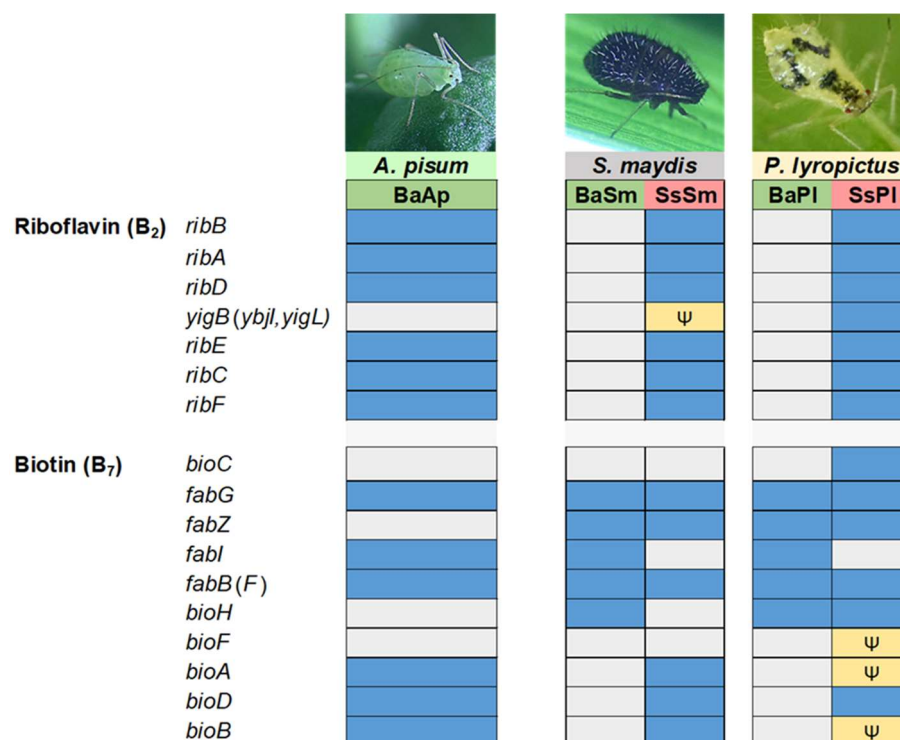 A. pisum S. maydis P. lyropictus
BaAp BaSm SsSm BaPl SsPl
Riboflavin (B₂) ribB
ribA
ribD
yigB (ybjI, yigL) Ψ
ribE
ribC
ribF
Biotin (B₇) bioC
fabG
fabZ
fabI
fabB (F)
bioH
bioF Ψ
bioA Ψ
bioD
bioB Ψ